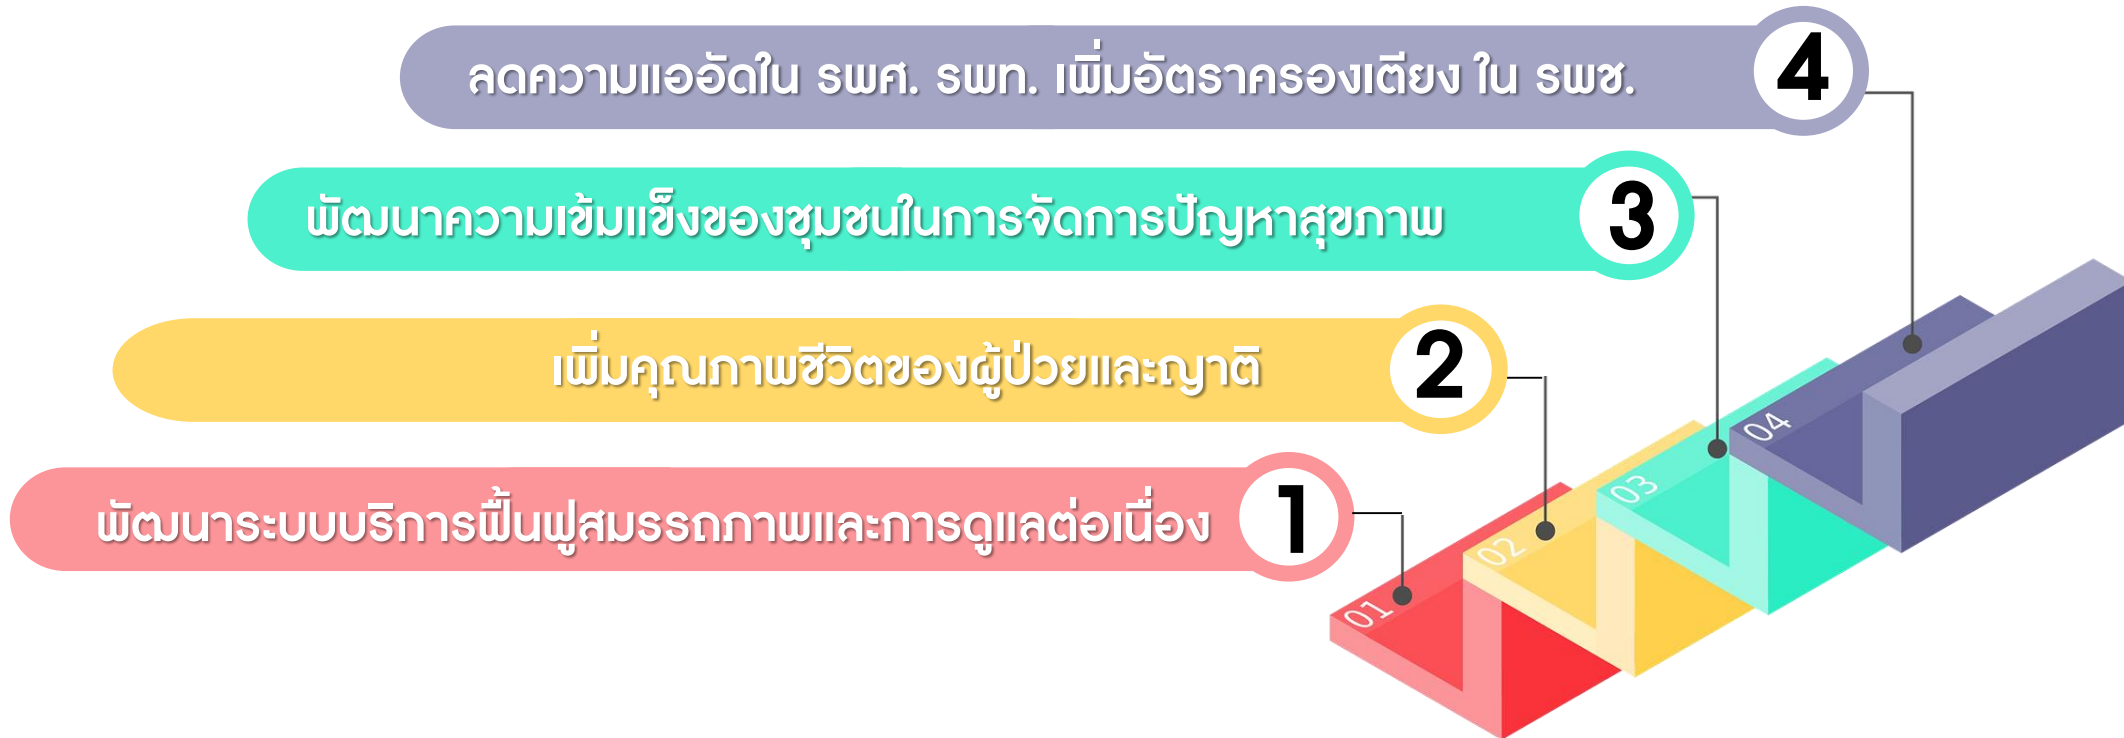 ลดความแออัดใน รพศ. รพท. เพิ่มอัตราครองเตียง ใน รพช. 4
พัฒนาความเข้มแข็งของชุมชนในการจัดการปัญหาสุขภาพ 3
เพิ่มคุณภาพชีวิตของผู้ป่วยและญาติ 2
พัฒนาระบบบริการฟื้นฟูสมรรถภาพและการดูแลต่อเนื่อง 1
04
03
02
01